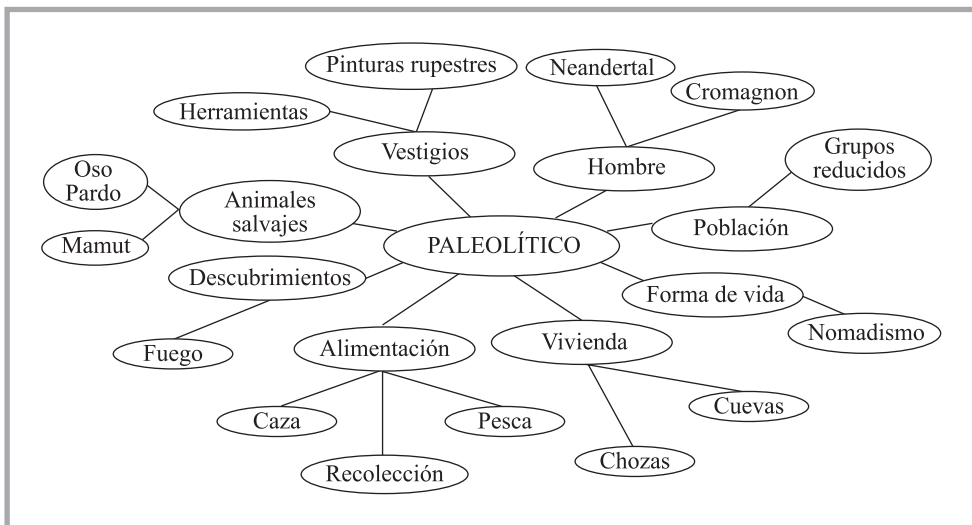 Pinturas rupestres
Neandertal
Cromagnon
Herramientas
Vestigios
Hombre
Grupos
reducidos
Oso
Pardo
Animales
salvajes
Mamut
PALEOLÍTICO
Población
Descubrimientos
Forma de vida
Fuego
Alimentación
Vivienda
Nomadismo
Caza
Pesca
Cuevas
Recolección
Chozas